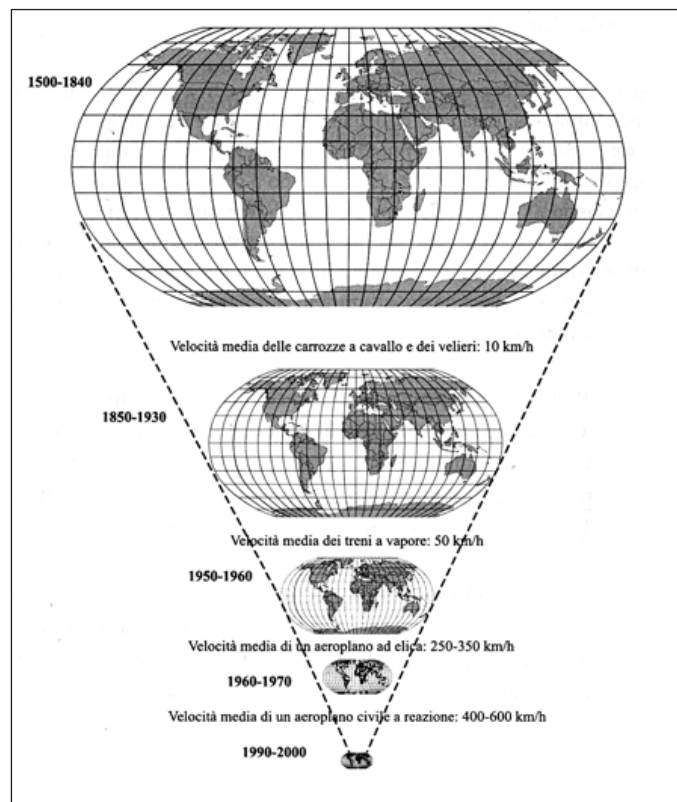 1500-1840
Velocità media delle carrozze a cavallo e dei velieri: 10 km/h
1850-1930
Velocità media dei treni a vapore: 50 km/h
1950-1960
Velocità media di un aeroplano ad elica: 250-350 km/h
1960-1970
Velocità media di un aeroplano civile a reazione: 400-600 km/h
1990-2000